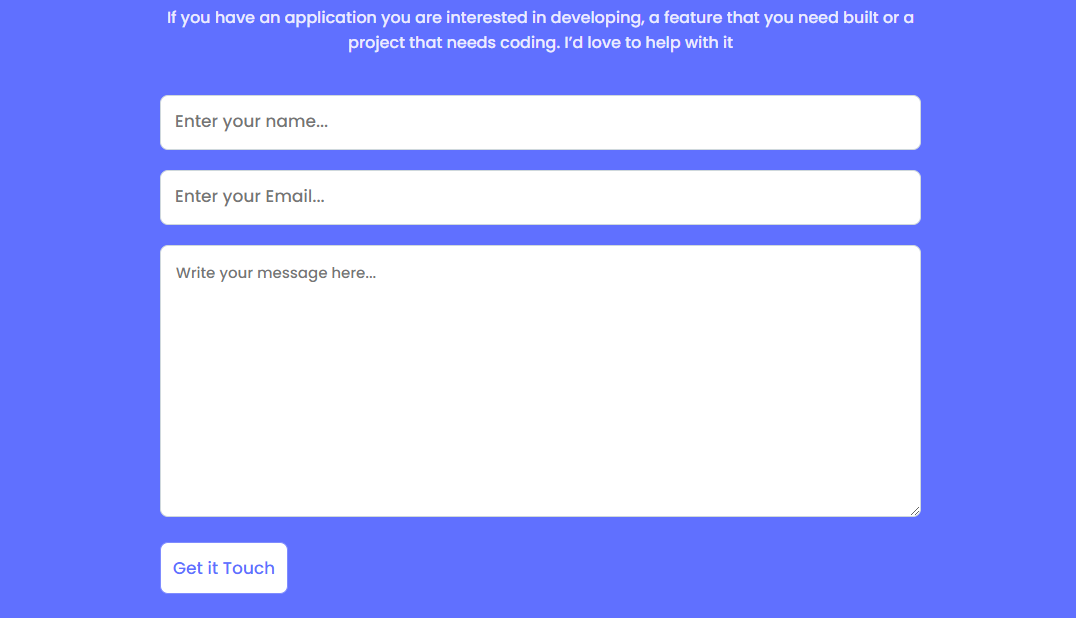 If you have an application you are interested in developing, a feature that you need built or a
project that needs coding. I’d love to help with it
Enter your name...
Enter your Email...
Write your message here...
Get it Touch